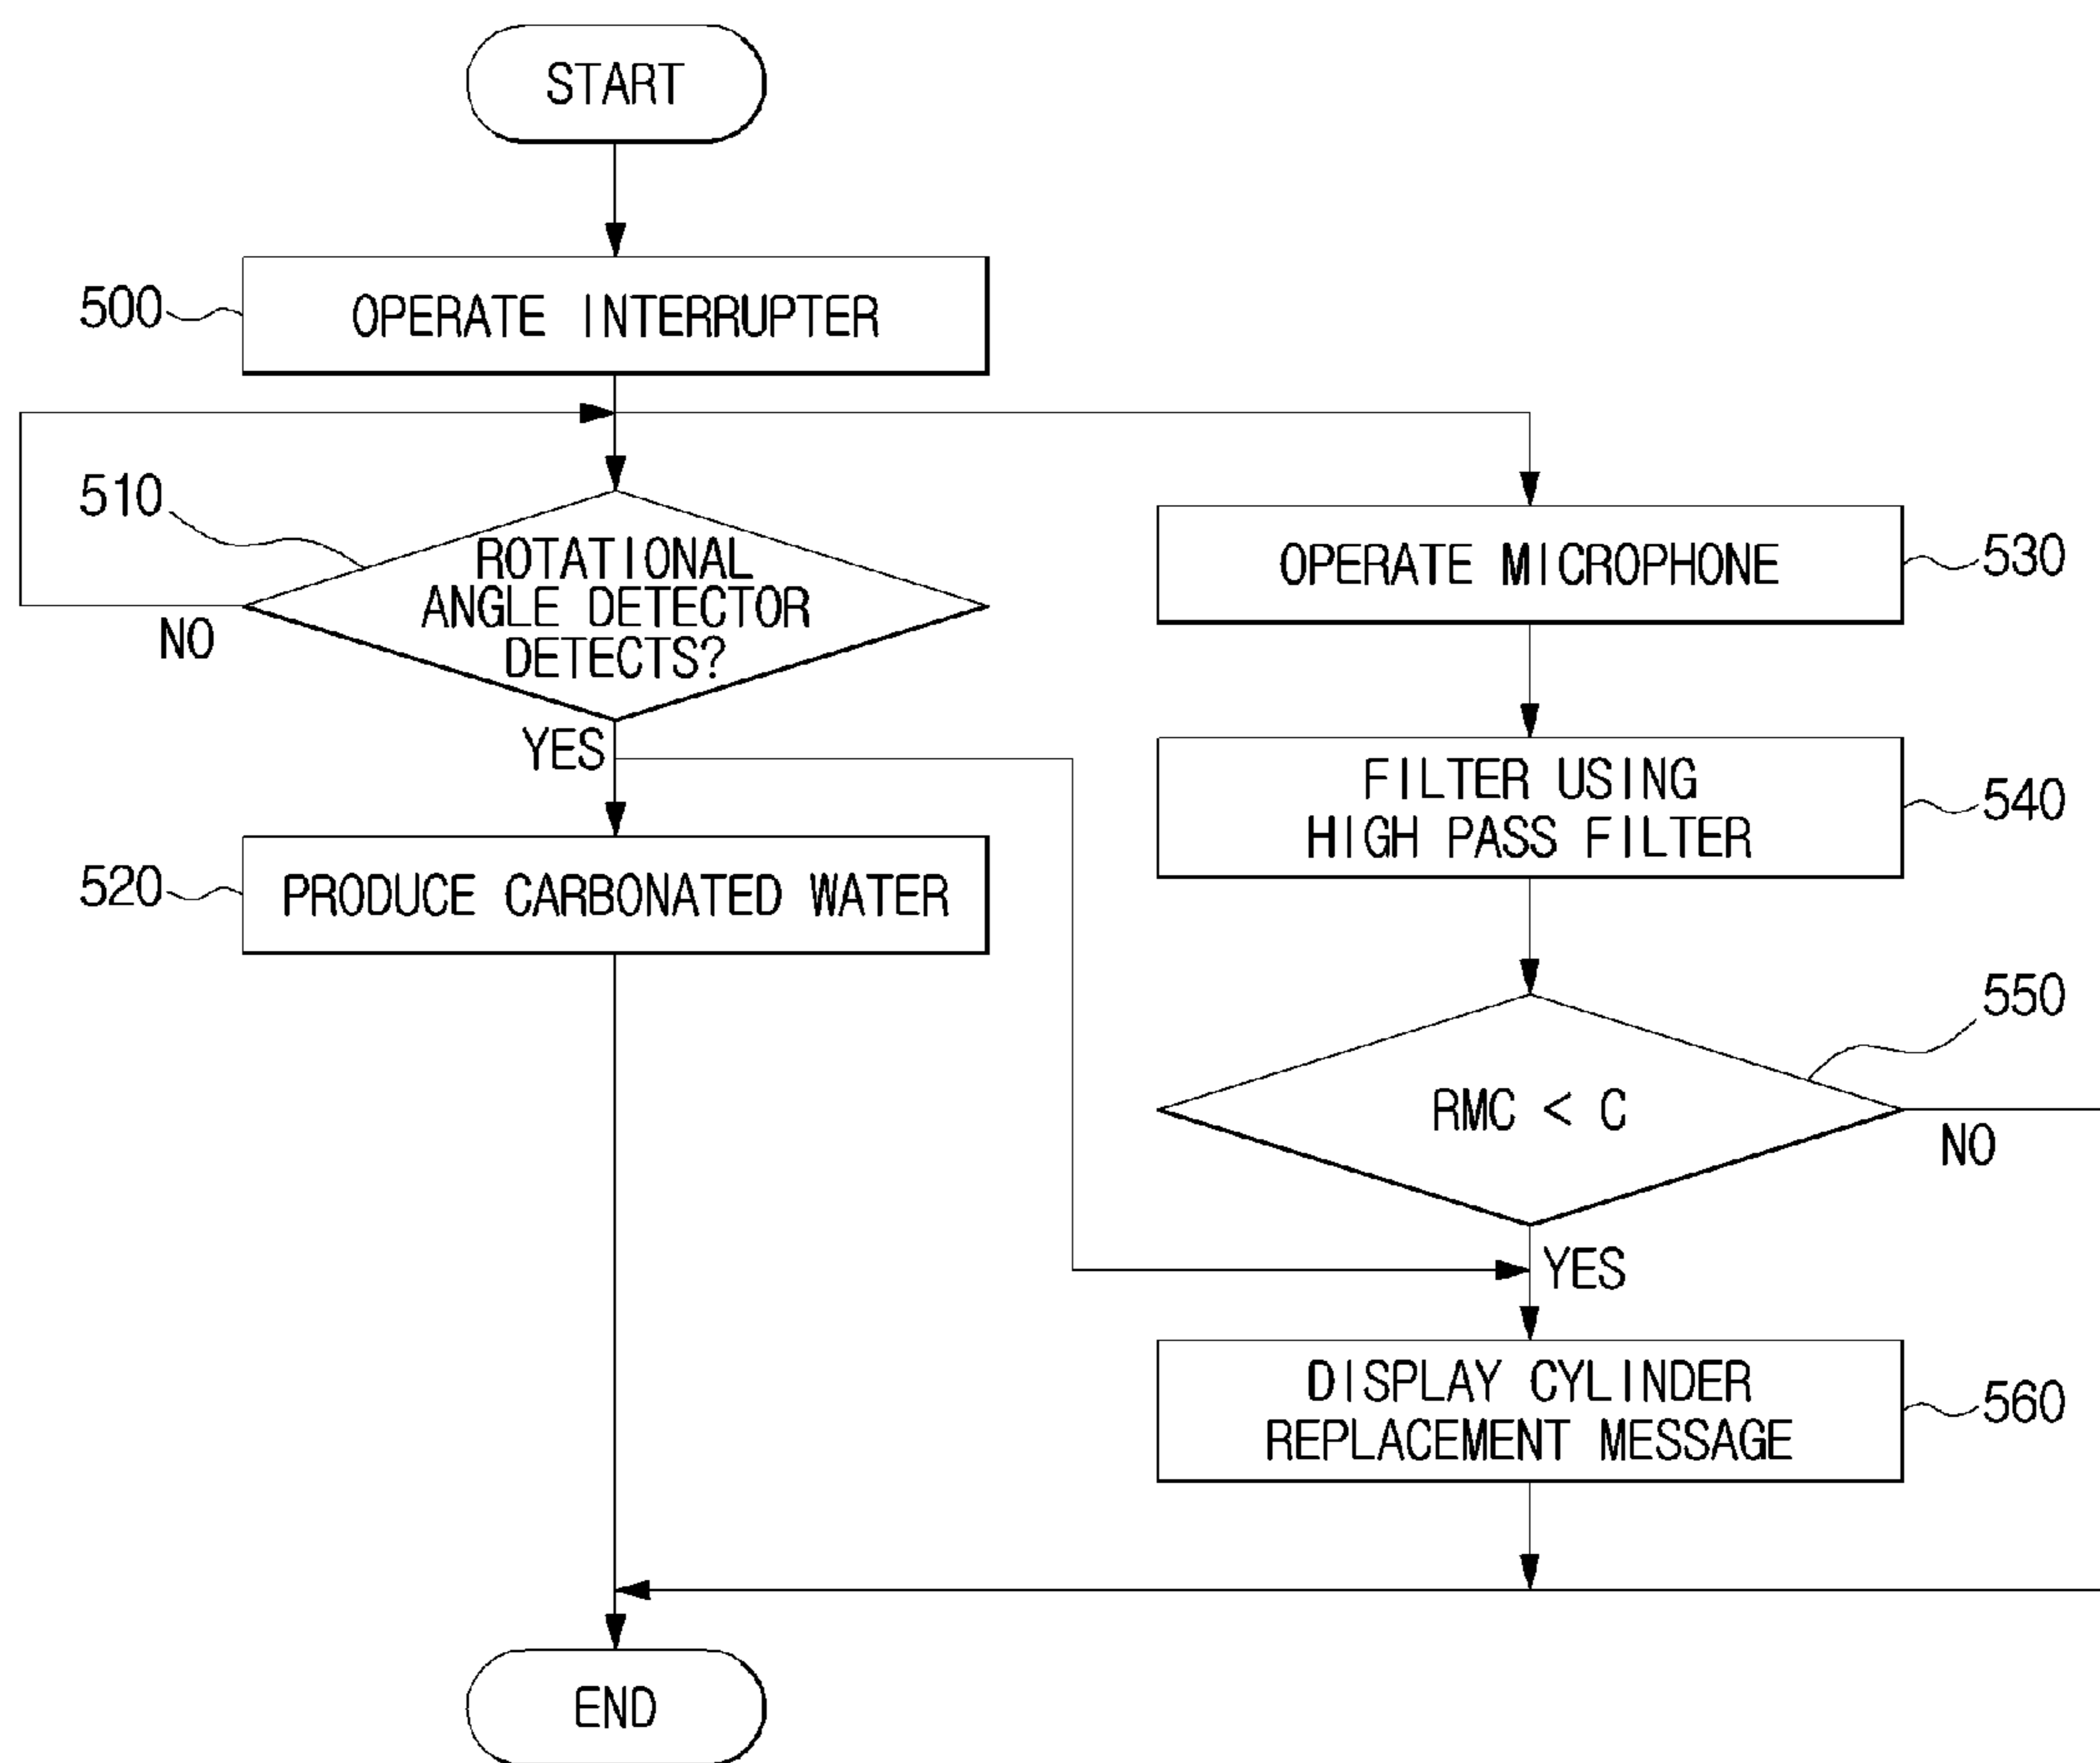 START
500
OPERATE INTERRUPTER
510
ROTATIONAL
ANGLE DETECTOR
DETECTS?
NO
YES
520
PRODUCE CARBONATED WATER
OPERATE MICROPHONE
530
FILTER USING
HIGH PASS FILTER
540
550
RMC < C
NO
YES
DISPLAY CYLINDER
REPLACEMENT MESSAGE
560
END